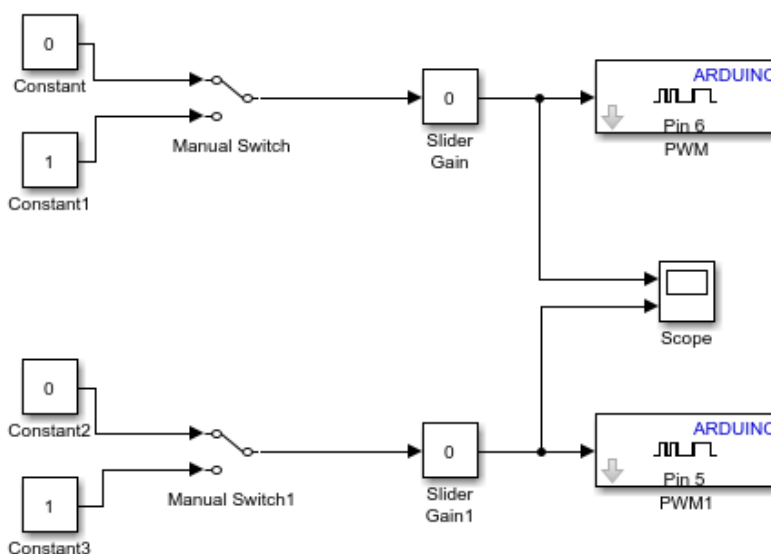 0
Constant
1
Constant1
Manual Switch
0
Slider
Gain
ARDUINO
Pin 6
PWM
Scope
0
Constant2
1
Constant3
Manual Switch1
0
Slider
Gain1
ARDUINO
Pin 5
PWM1